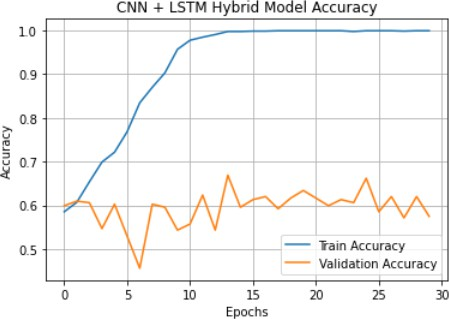 CNN + LSTM Hybrid Model Accuracy
1.0
0.9
0.8
0.7
0.6
0.5
Accuracy
Train Accuracy
Validation Accuracy
0 5 10 15 20 25 30
Epochs